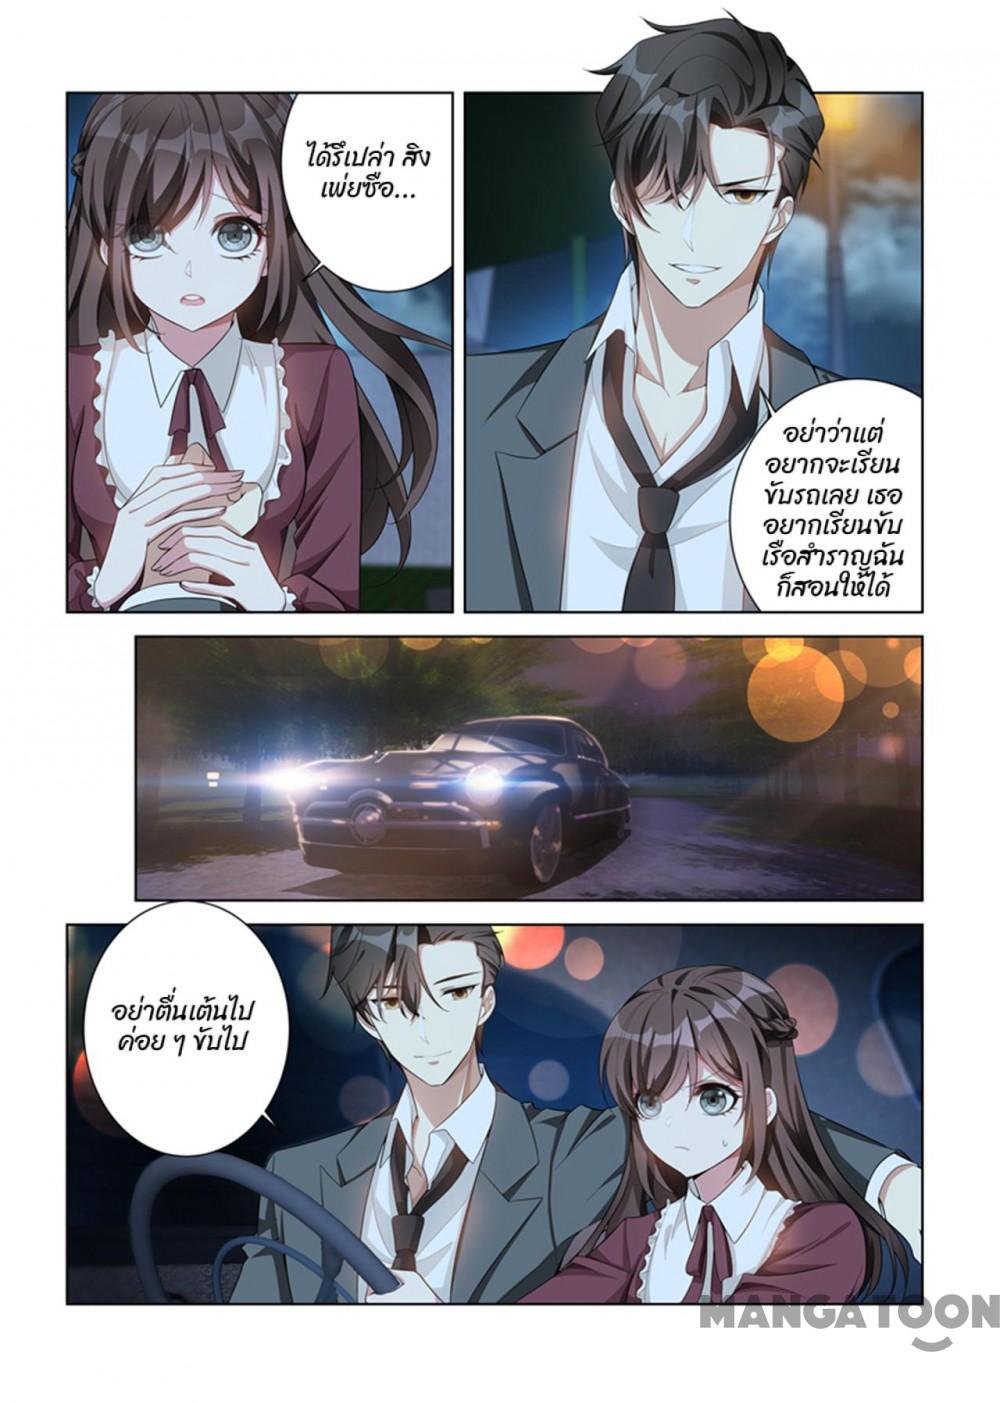 ได้รึเปล่า สิง
เพ่ยซือ...
อย่าว่าแต่
อยากจะเรียน
ขับรถเลย เธอ
อยากเรียนขับ
เรือสำราญฉัน
ก็สอนให้ได้
อย่าตื่นเต้นไป
ค่อย ๆ ขับไป
MANGATOON